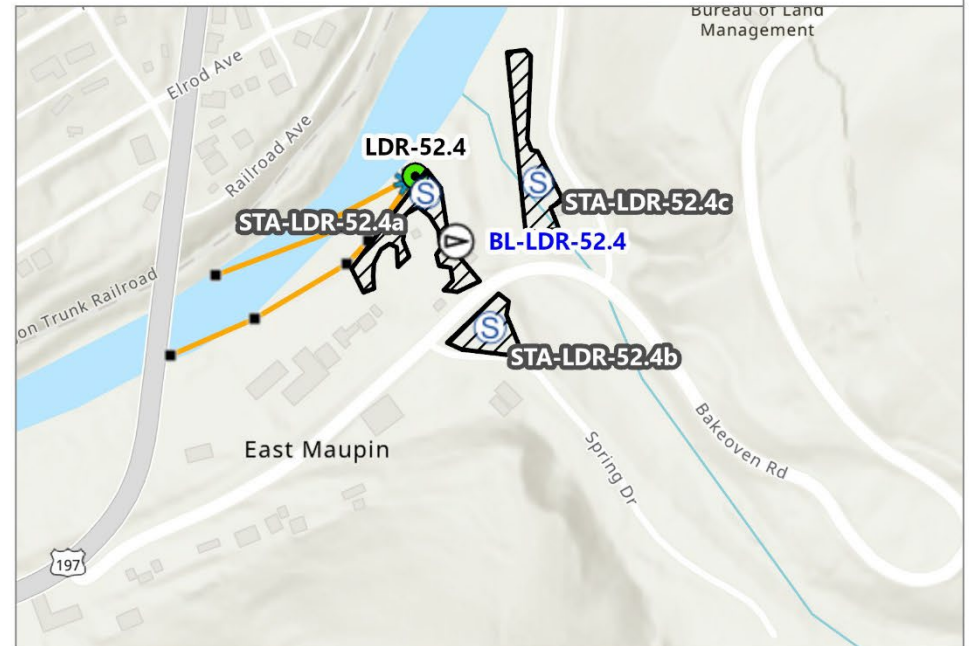 Bureau of Land
Management
Elrod Ave
Railroad Ave
LDR-52.4
S
S
STA-LDR-52.4c
STA-LDR-52.4a
BL-LDR-52.4
on Trunk Railroad
S
STA-LDR-52.4b
East Maupin
Bakeoven Rd
Spring Dr
197